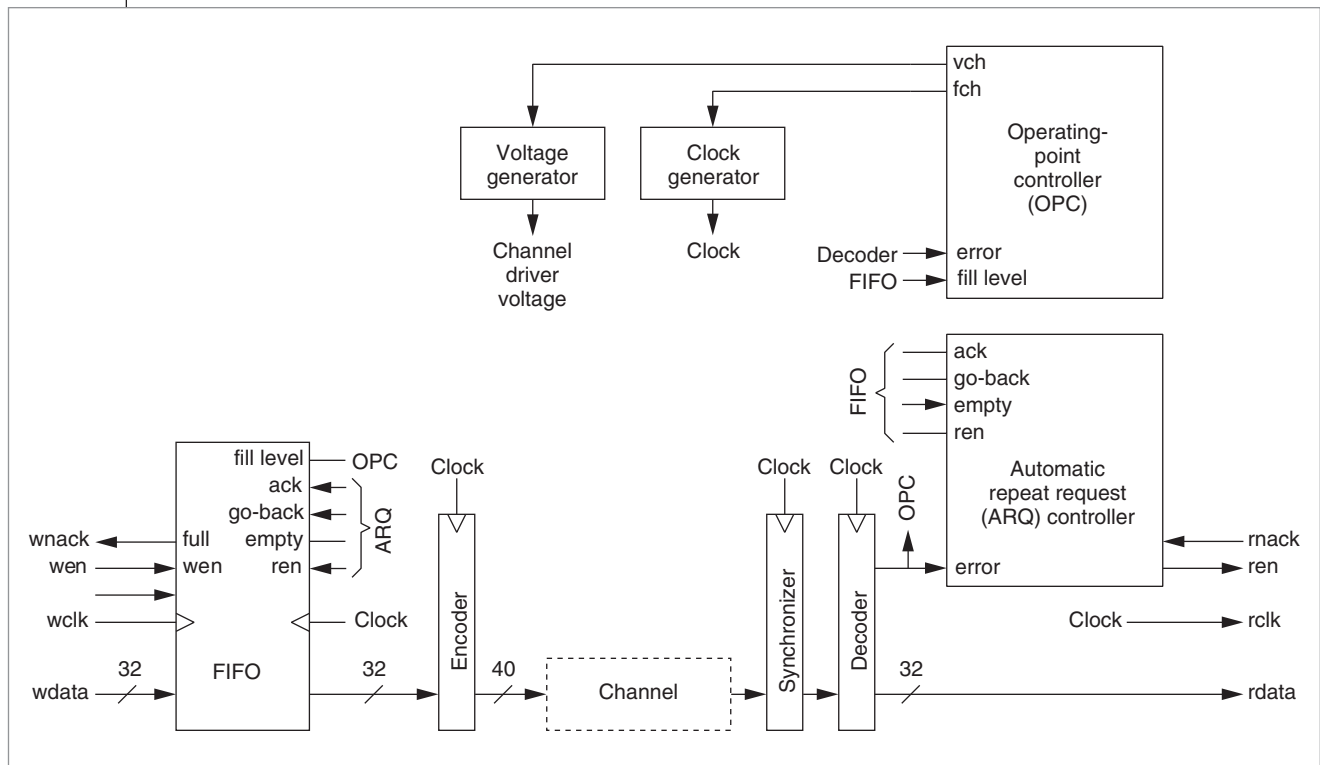 vch
fch
Operating-
point
controller
(OPC)
error
fill level
Decoder
FIFO
Voltage
generator
Clock
generator
Channel
driver
voltage
Clock
FIFO
ack
go-back
empty
ren
Automatic
repeat request
(ARQ) controller
error
rnack
ren
Clock
rclk
rdata
fill level
OPC
ack
go-back
empty
ren
ARQ
wnack
full
wen
wen
wclk
Clock
wdata
32
FIFO
32
Clock
Encoder
40
Channel
Clock
Synchronizer
Clock
Decoder
OPC
32